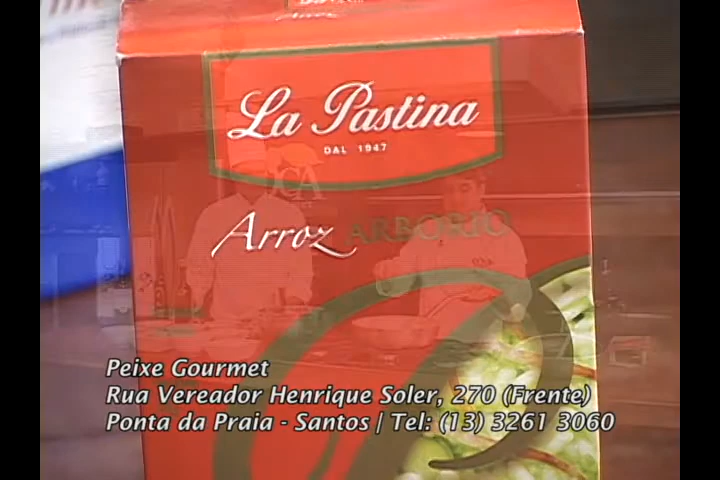 La Pastina
DAL 1947
Arroz ARBORIO
Peixe Gourmet
Rua Vereador Henrique Soler, 270 (Frente)
Ponta da Praia - Santos | Tel: (13) 3261 3060